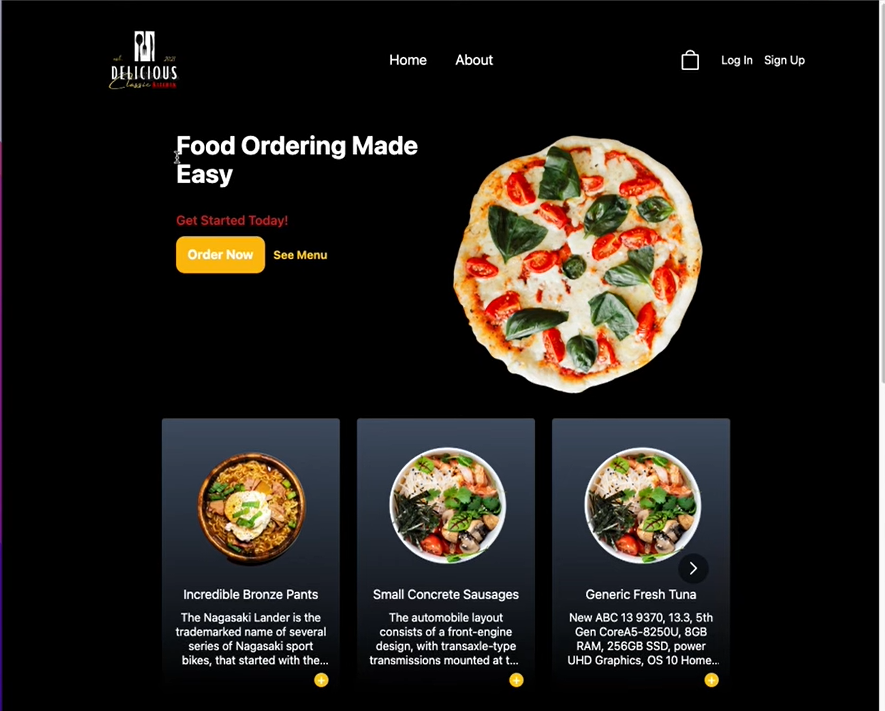 est. 2021
DELICIOUS
Classic KITCHEN
Home About Log In Sign Up
Food Ordering Made
Easy
Get Started Today!
Order Now See Menu
Incredible Bronze Pants
The Nagasaki Lander is the
trademarked name of several
series of Nagasaki sport
bikes, that started with the...
Small Concrete Sausages
The automobile layout
consists of a front-engine
design, with transaxle-type
transmissions mounted at t...
Generic Fresh Tuna
New ABC 13 9370, 13.3, 5th
Gen CoreA5-8250U, 8GB
RAM, 256GB SSD, power
UHD Graphics, OS 10 Home...